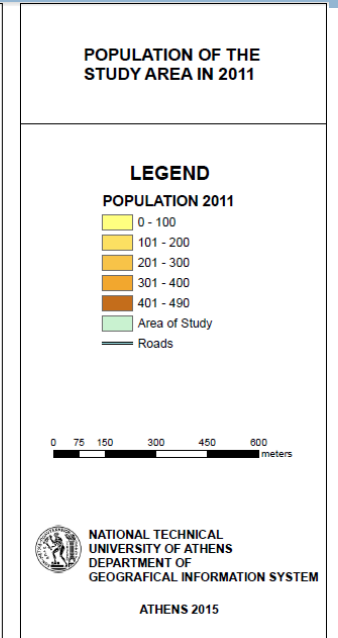 POPULATION OF THE
STUDY AREA IN 2011
LEGEND
POPULATION 2011
0 - 100
101 - 200
201 - 300
301 - 400
401 - 490
Area of Study
Roads
0 75 150 300 450 600
meters
NATIONAL TECHNICAL
UNIVERSITY OF ATHENS
DEPARTMENT OF
GEOGRAFICAL INFORMATION SYSTEM
ATHENS 2015